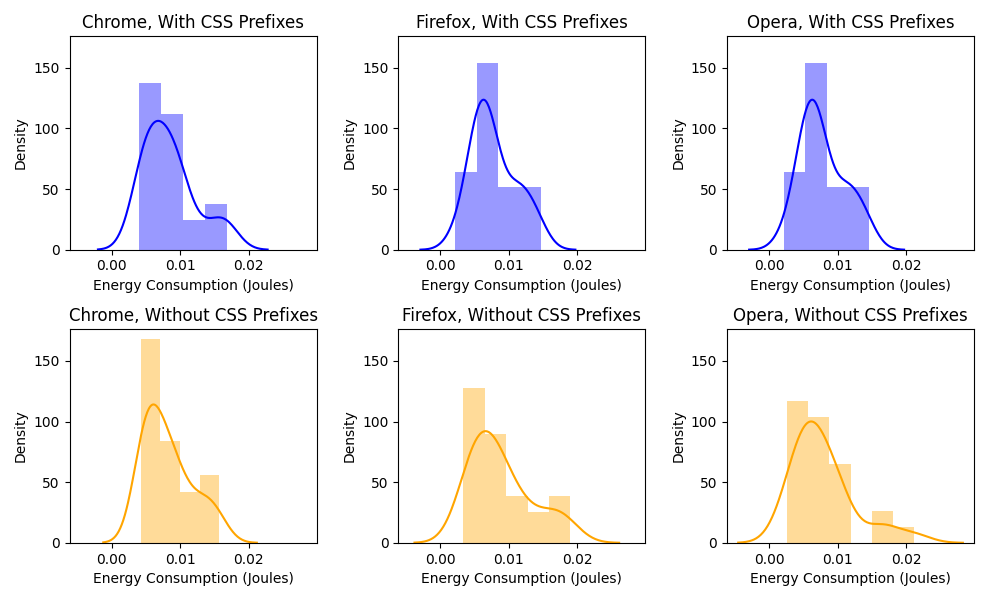 Chrome, With CSS Prefixes
Firefox, With CSS Prefixes
Opera, With CSS Prefixes
150
100
50
0
Density
0.00 0.01 0.02
Energy Consumption (Joules)
150
100
50
0
Density
0.00 0.01 0.02
Energy Consumption (Joules)
150
100
50
0
Density
0.00 0.01 0.02
Energy Consumption (Joules)
Chrome, Without CSS Prefixes
Firefox, Without CSS Prefixes
Opera, Without CSS Prefixes
150
100
50
0
Density
0.00 0.01 0.02
Energy Consumption (Joules)
150
100
50
0
Density
0.00 0.01 0.02
Energy Consumption (Joules)
150
100
50
0
Density
0.00 0.01 0.02
Energy Consumption (Joules)